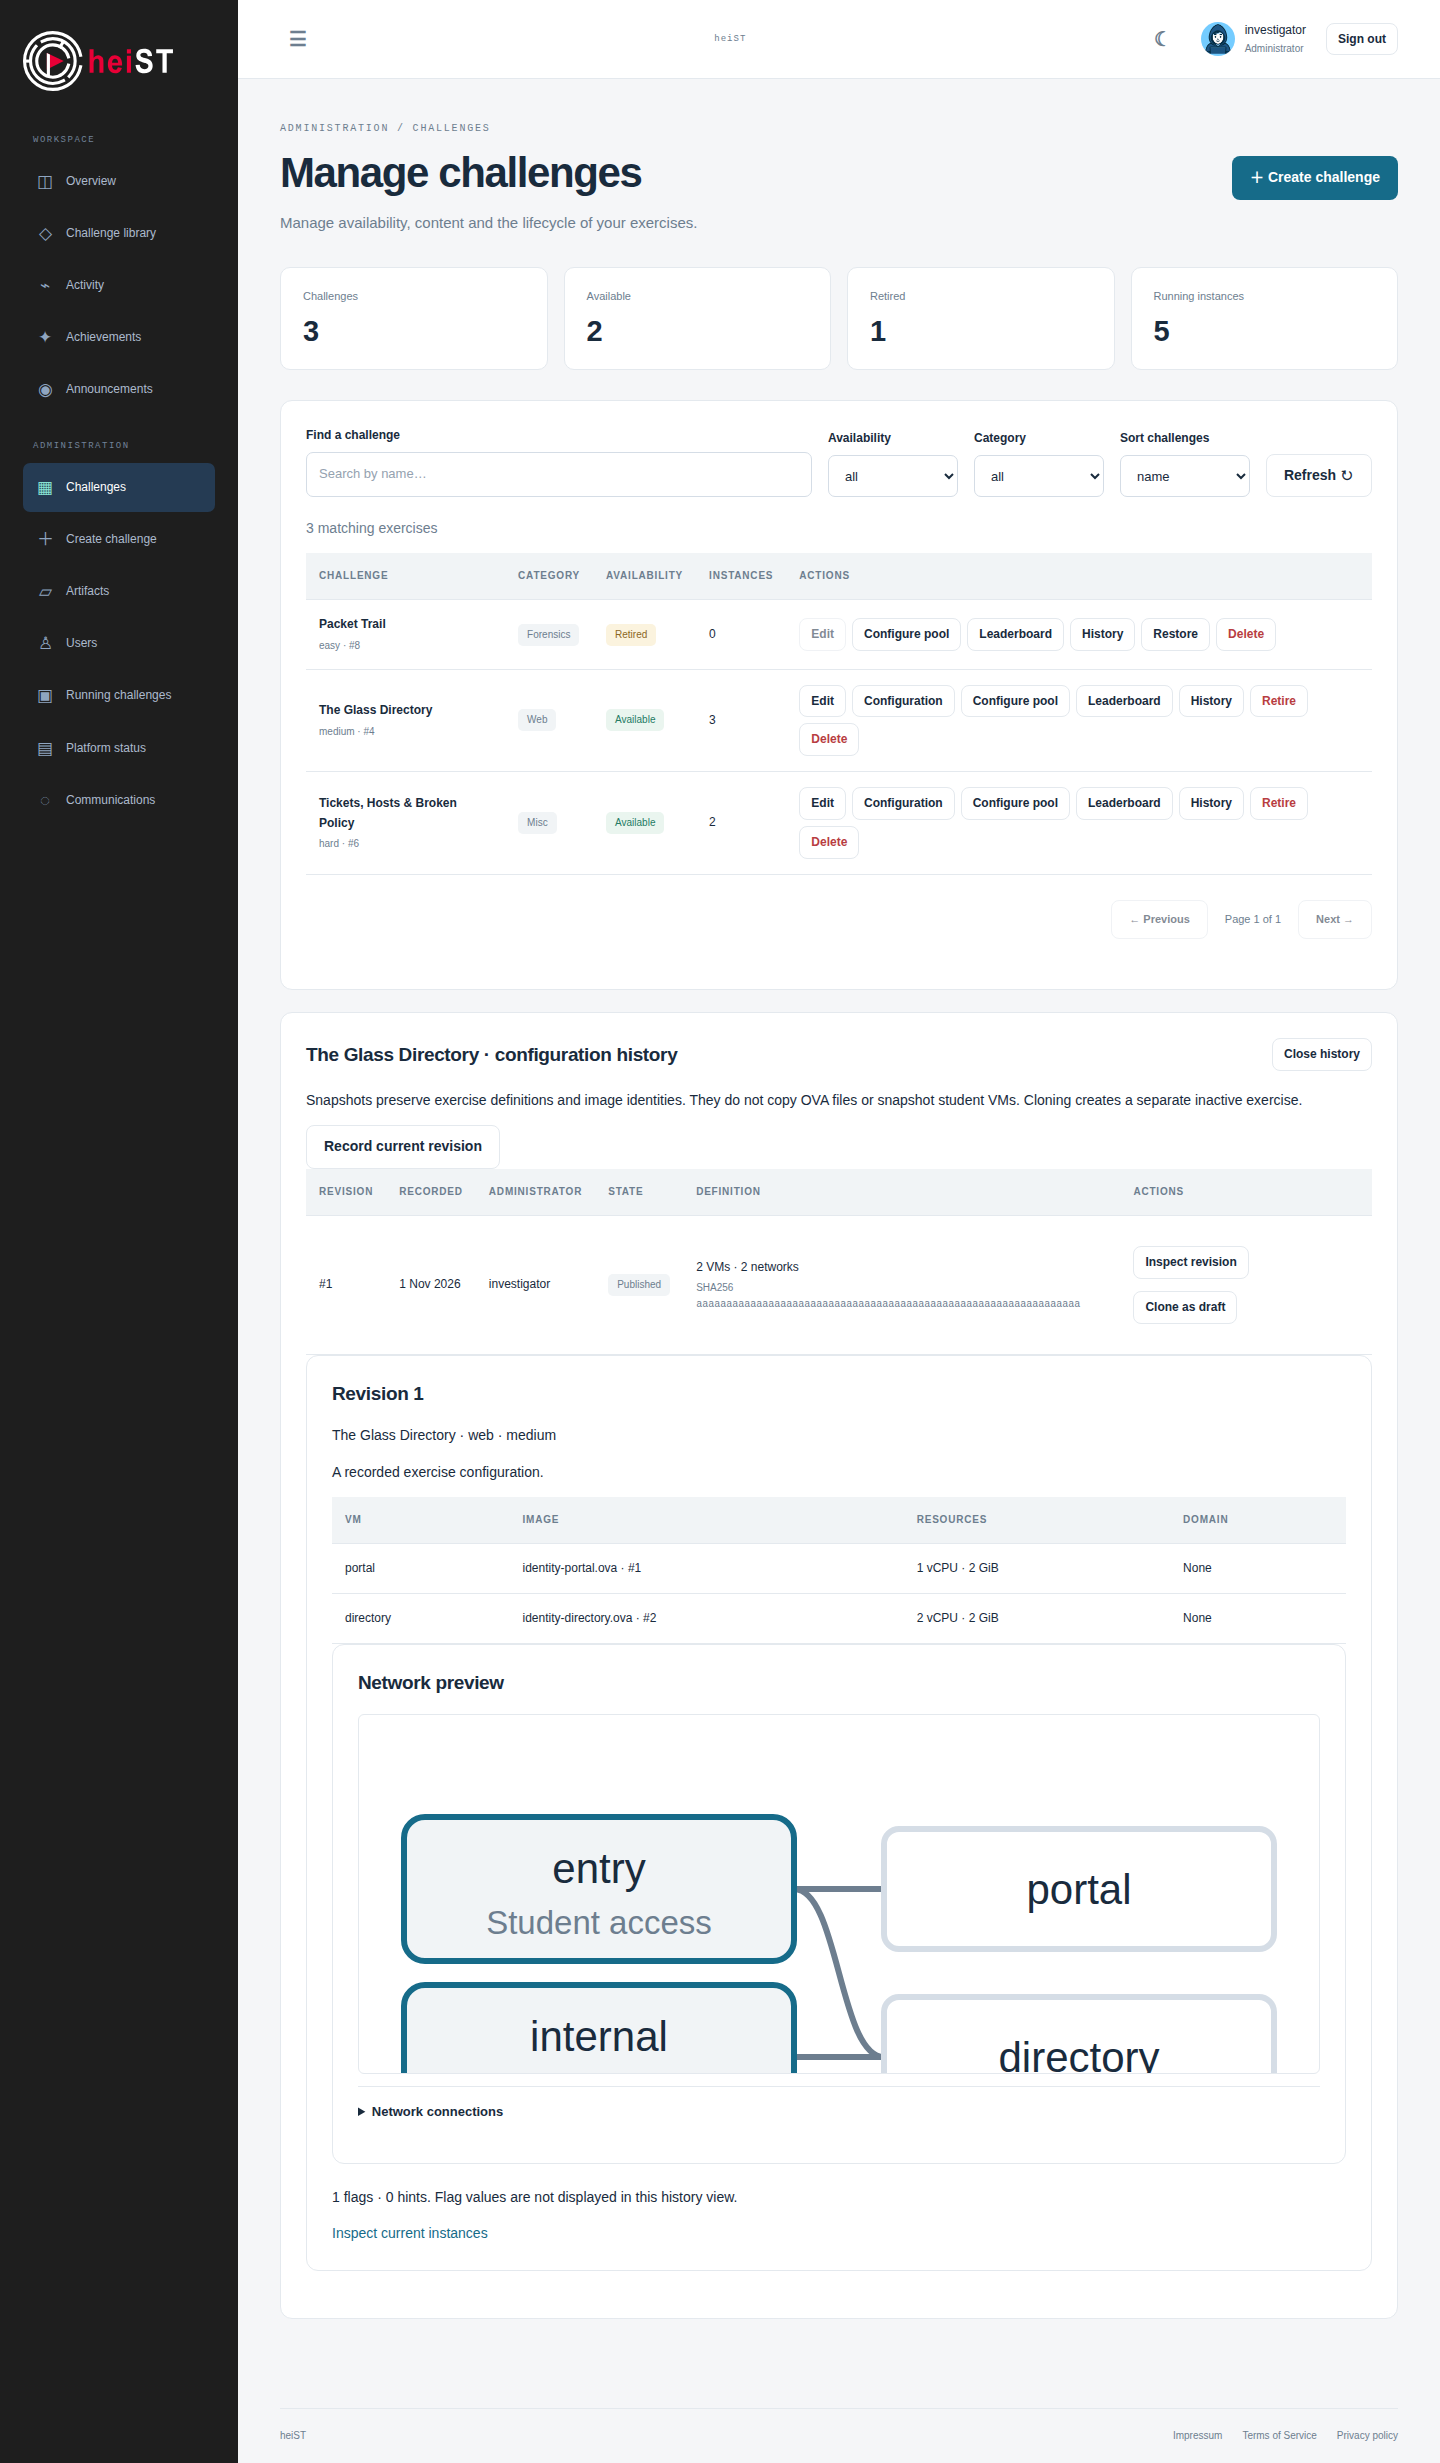 heiST
WORKSPACE
Overview
Challenge library
Activity
Achievements
Announcements
ADMINISTRATION
Challenges
Create challenge
Artifacts
Users
Running challenges
Platform status
Communications
heiST
investigator
Administrator
Sign out
ADMINISTRATION / CHALLENGES
Manage challenges
+ Create challenge
Manage availability, content and the lifecycle of your exercises.
Challenges
3
Available
2
Retired
1
Running instances
5
Find a challenge
Search by name…
Availability
all
Category
all
Sort challenges
name
Refresh ↻
3 matching exercises
CHALLENGE CATEGORY AVAILABILITY INSTANCES ACTIONS
Packet Trail
easy · #8
Forensics Retired 0 Edit Configure pool Leaderboard History Restore Delete
The Glass Directory
medium · #4
Web Available 3 Edit Configuration Configure pool Leaderboard History Retire
Delete
Tickets, Hosts & Broken
Policy
hard · #6
Misc Available 2 Edit Configuration Configure pool Leaderboard History Retire
Delete
← Previous Page 1 of 1 Next →
The Glass Directory · configuration history
Close history
Snapshots preserve exercise definitions and image identities. They do not copy OVA files or snapshot student VMs. Cloning creates a separate inactive exercise.
Record current revision
REVISION RECORDED ADMINISTRATOR STATE DEFINITION ACTIONS
#1 1 Nov 2026 investigator Published
2 VMs · 2 networks
SHA256
aaaaaaaaaaaaaaaaaaaaaaaaaaaaaaaaaaaaaaaaaaaaaaaaaaaaaaaaaaaaaaaa
Inspect revision
Clone as draft
Revision 1
The Glass Directory · web · medium
A recorded exercise configuration.
VM IMAGE RESOURCES DOMAIN
portal identity-portal.ova · #1 1 vCPU · 2 GiB None
directory identity-directory.ova · #2 2 vCPU · 2 GiB None
Network preview
entry
Student access
portal
internal
directory
Network connections
1 flags · 0 hints. Flag values are not displayed in this history view.
Inspect current instances
heiST
Impressum Terms of Service Privacy policy